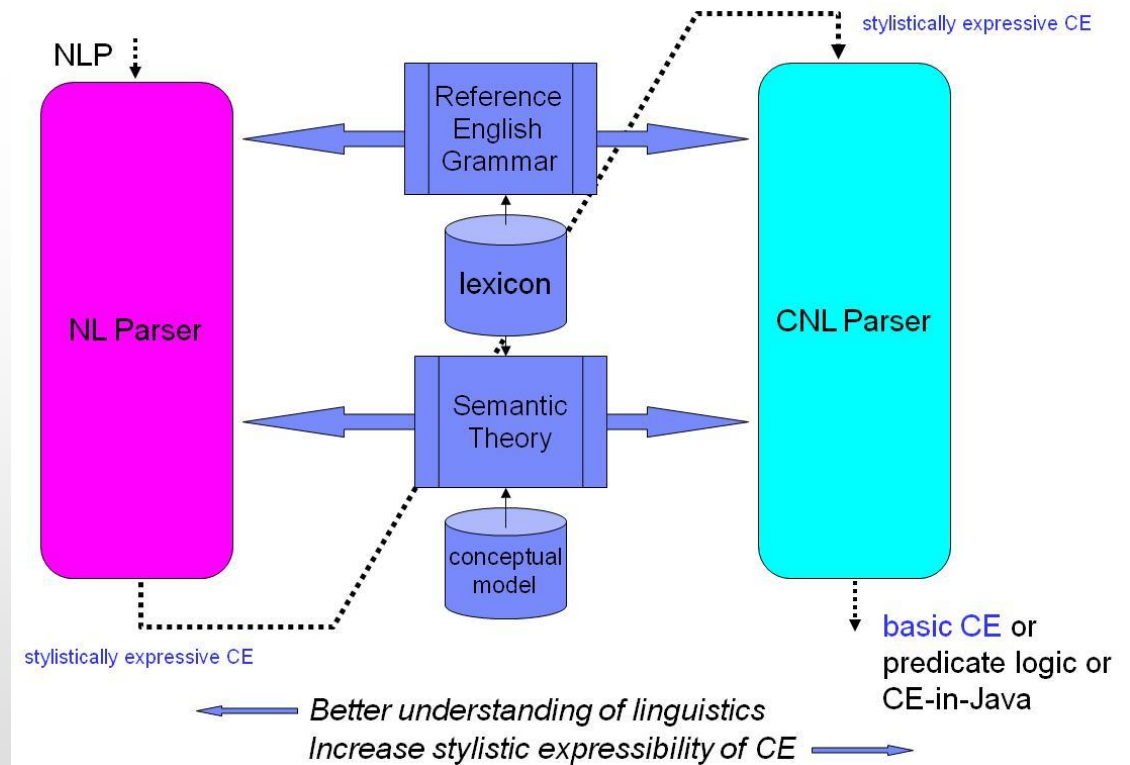 stylistically expressive CE
NLP
Reference
English
Grammar
lexicon
NL Parser
CNL Parser
Semantic
Theory
conceptual
model
stylistically expressive CE
basic CE or
predicate logic or
CE-in-Java
Better understanding of linguistics
Increase stylistic expressibility of CE